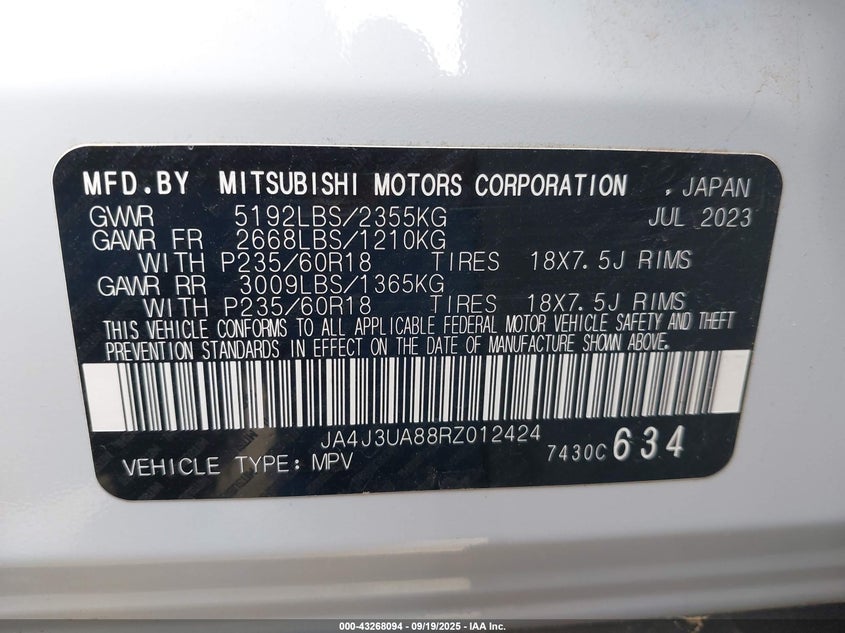 MFD.BY MITSUBISHI MOTORS CORPORATION , JAPAN
GVWR 5192LBS/2355KG JUL 2023
GAWR FR 2668LBS/1210KG
WITH P235/60R18 TIRES 18X7.5J RIMS
GAWR RR 3009LBS/1365KG
WITH P235/60R18 TIRES 18X7.5J RIMS
THIS VEHICLE CONFORMS TO ALL APPLICABLE FEDERAL MOTOR VEHICLE SAFETY AND THEFT
PREVENTION STANDARDS IN EFFECT ON THE DATE OF MANUFACTURE SHOWN ABOVE.
JA4J3UA88RZ012424
VEHICLE TYPE: MPV 7430C 634
000-43268094 - 09/19/2025 - IAA Inc.